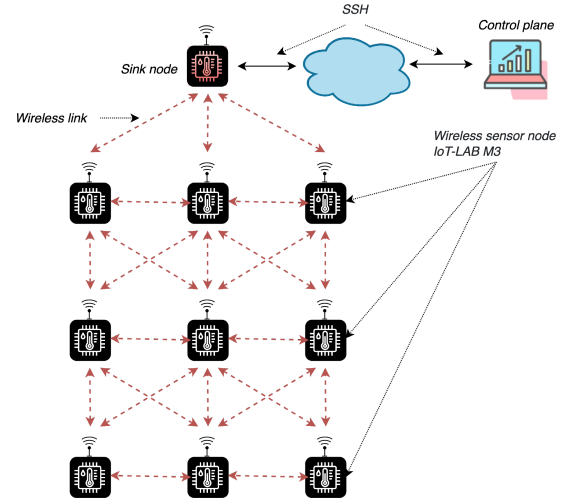 SSH
Control plane
Sink node
Wireless link
Wireless sensor node
IoT-LAB M3